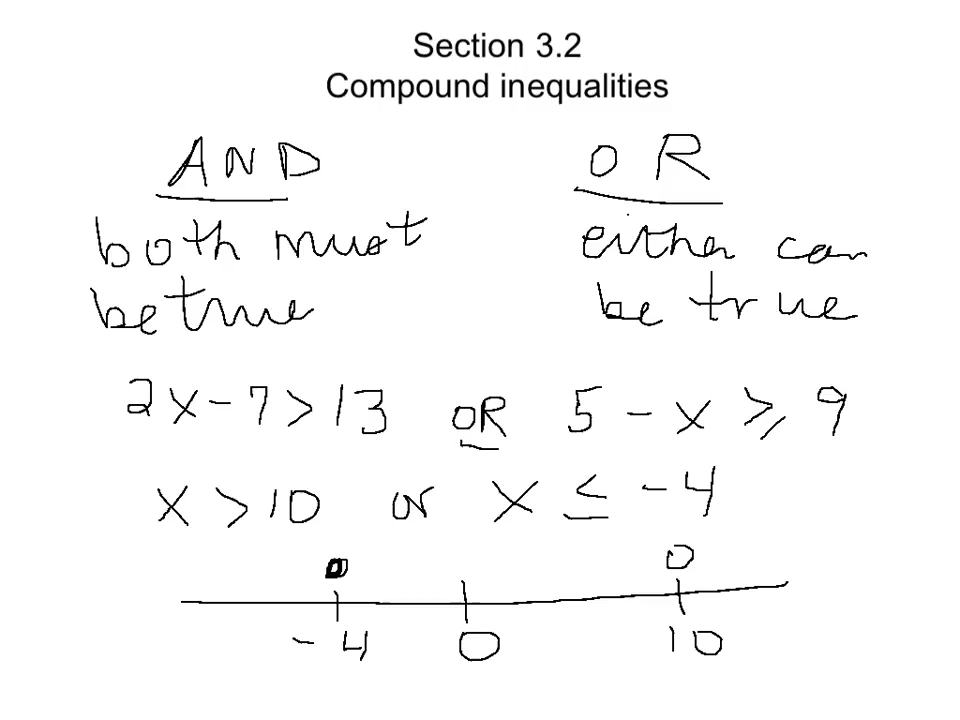 Section 3.2
Compound inequalities
AND OR
both must either can
be true be true
2x - 7 > 13 OR 5 - x ≥ 9
x > 10 or x ≤ -4
-4 0 10